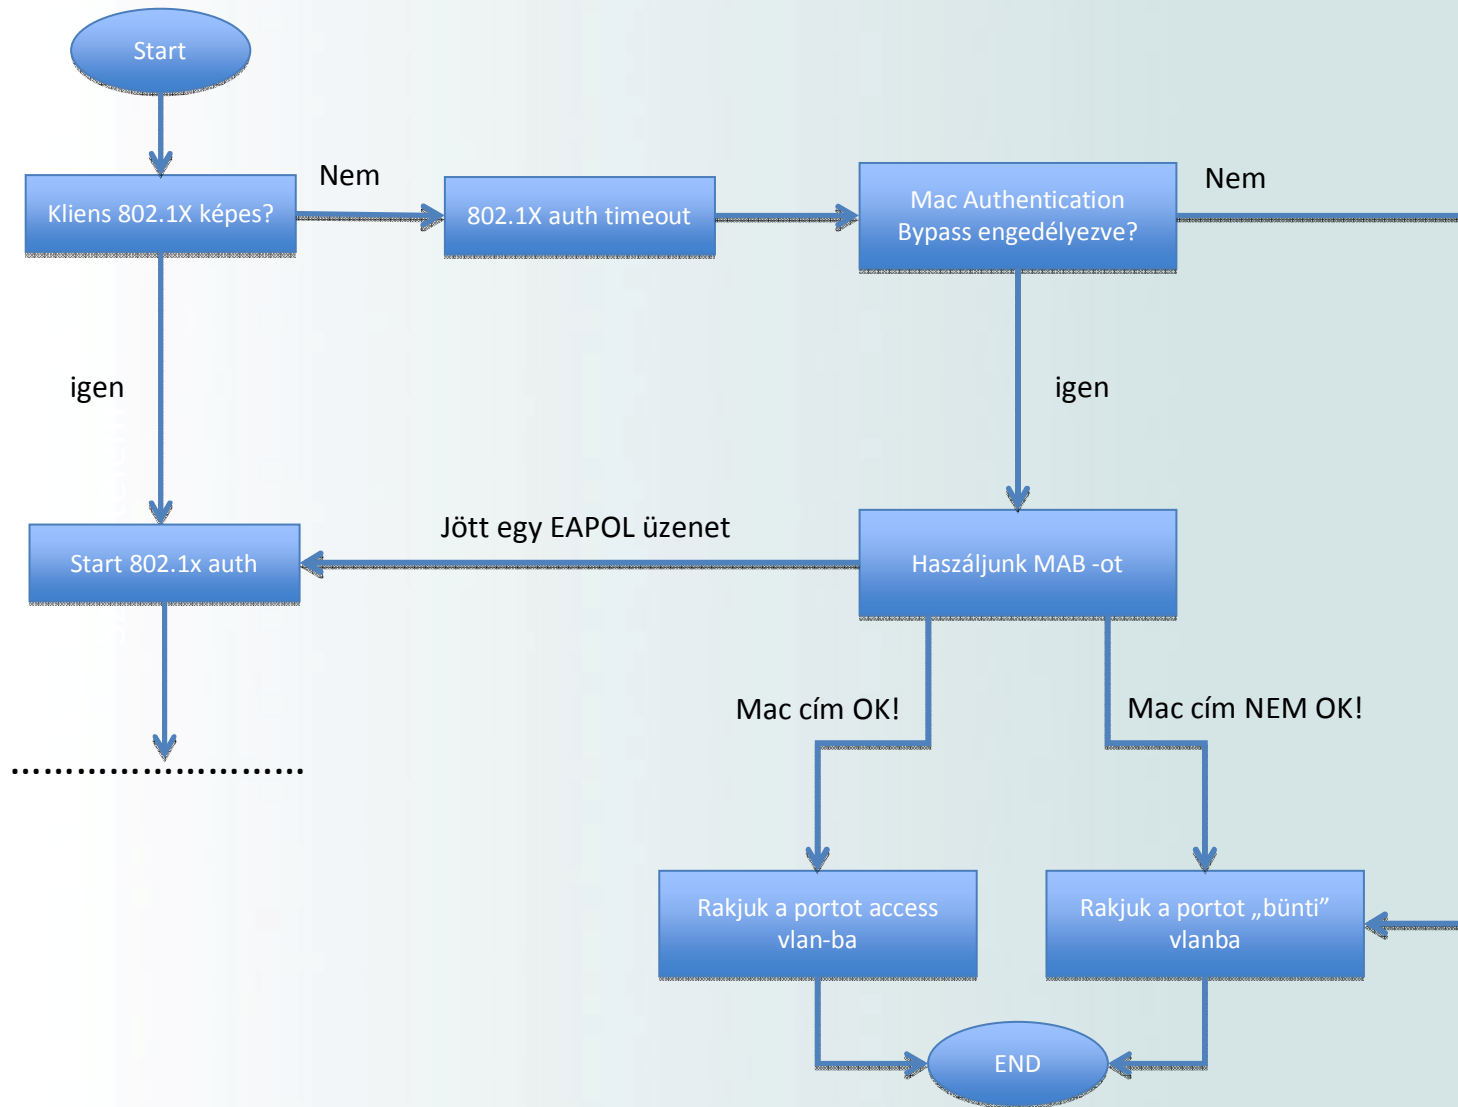 Start
Kliens 802.1X képes?
Nem
802.1X auth timeout
Mac Authentication
Bypass engedélyezve?
Nem
igen
igen
Start 802.1x auth
Jött egy EAPOL üzenet
Haszáljunk MAB -ot
Mac cím OK!
Mac cím NEM OK!
.........................
Rakjuk a portot access
vlan-ba
Rakjuk a portot „bünti”
vlanba
END